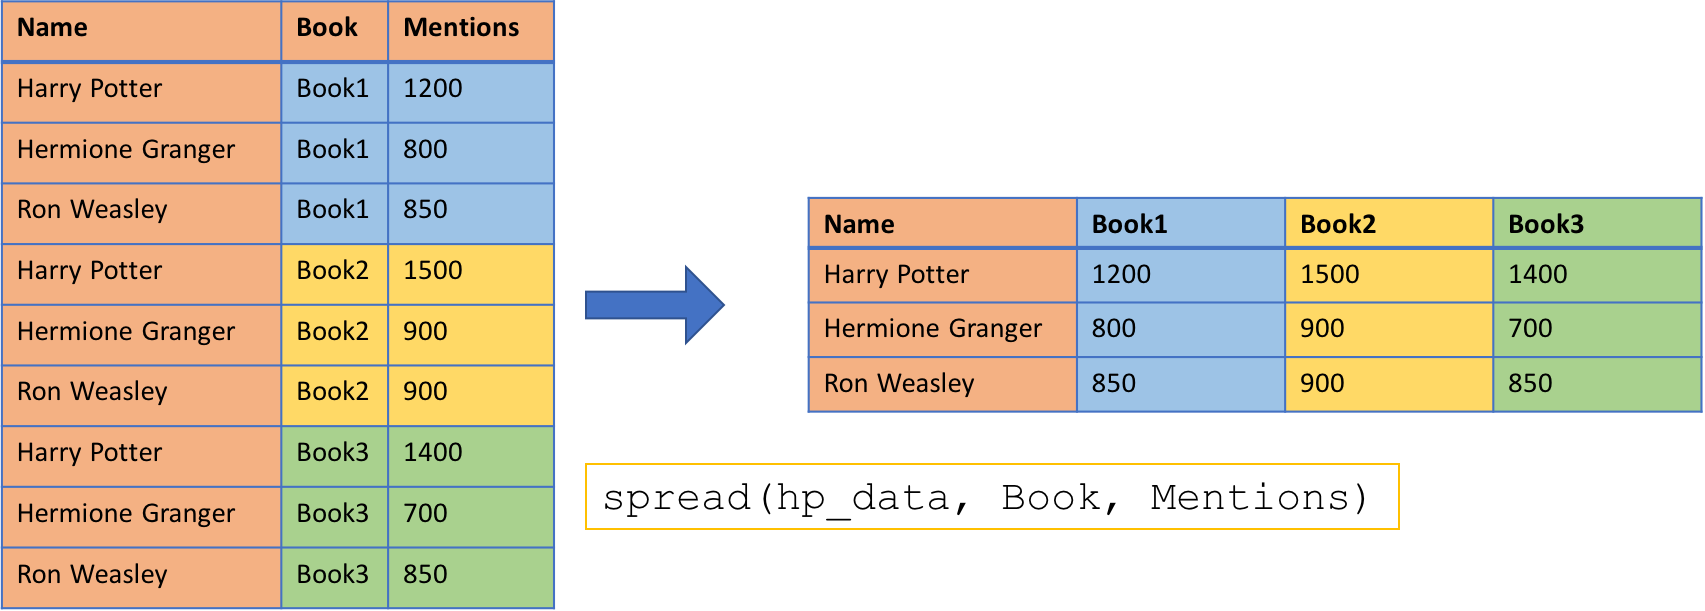 Name Book Mentions
Harry Potter Book1 1200
Hermione Granger Book1 800
Ron Weasley Book1 850
Harry Potter Book2 1500
Hermione Granger Book2 900
Ron Weasley Book2 900
Harry Potter Book3 1400
Hermione Granger Book3 700
Ron Weasley Book3 850
Name Book1 Book2 Book3
Harry Potter 1200 1500 1400
Hermione Granger 800 900 700
Ron Weasley 850 900 850
spread(hp_data, Book, Mentions)